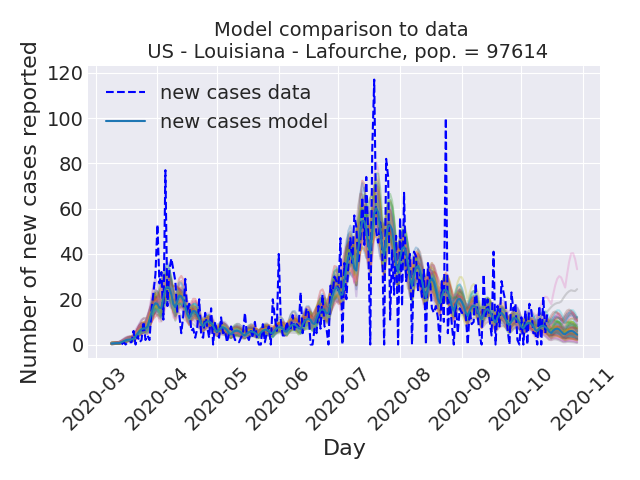 Model comparison to data
US - Louisiana - Lafourche, pop. = 97614
Number of new cases reported
120
100
80
60
40
20
0
new cases data
new cases model
2020-03
2020-04
2020-05
2020-06
2020-07
2020-08
2020-09
2020-10
2020-11
Day